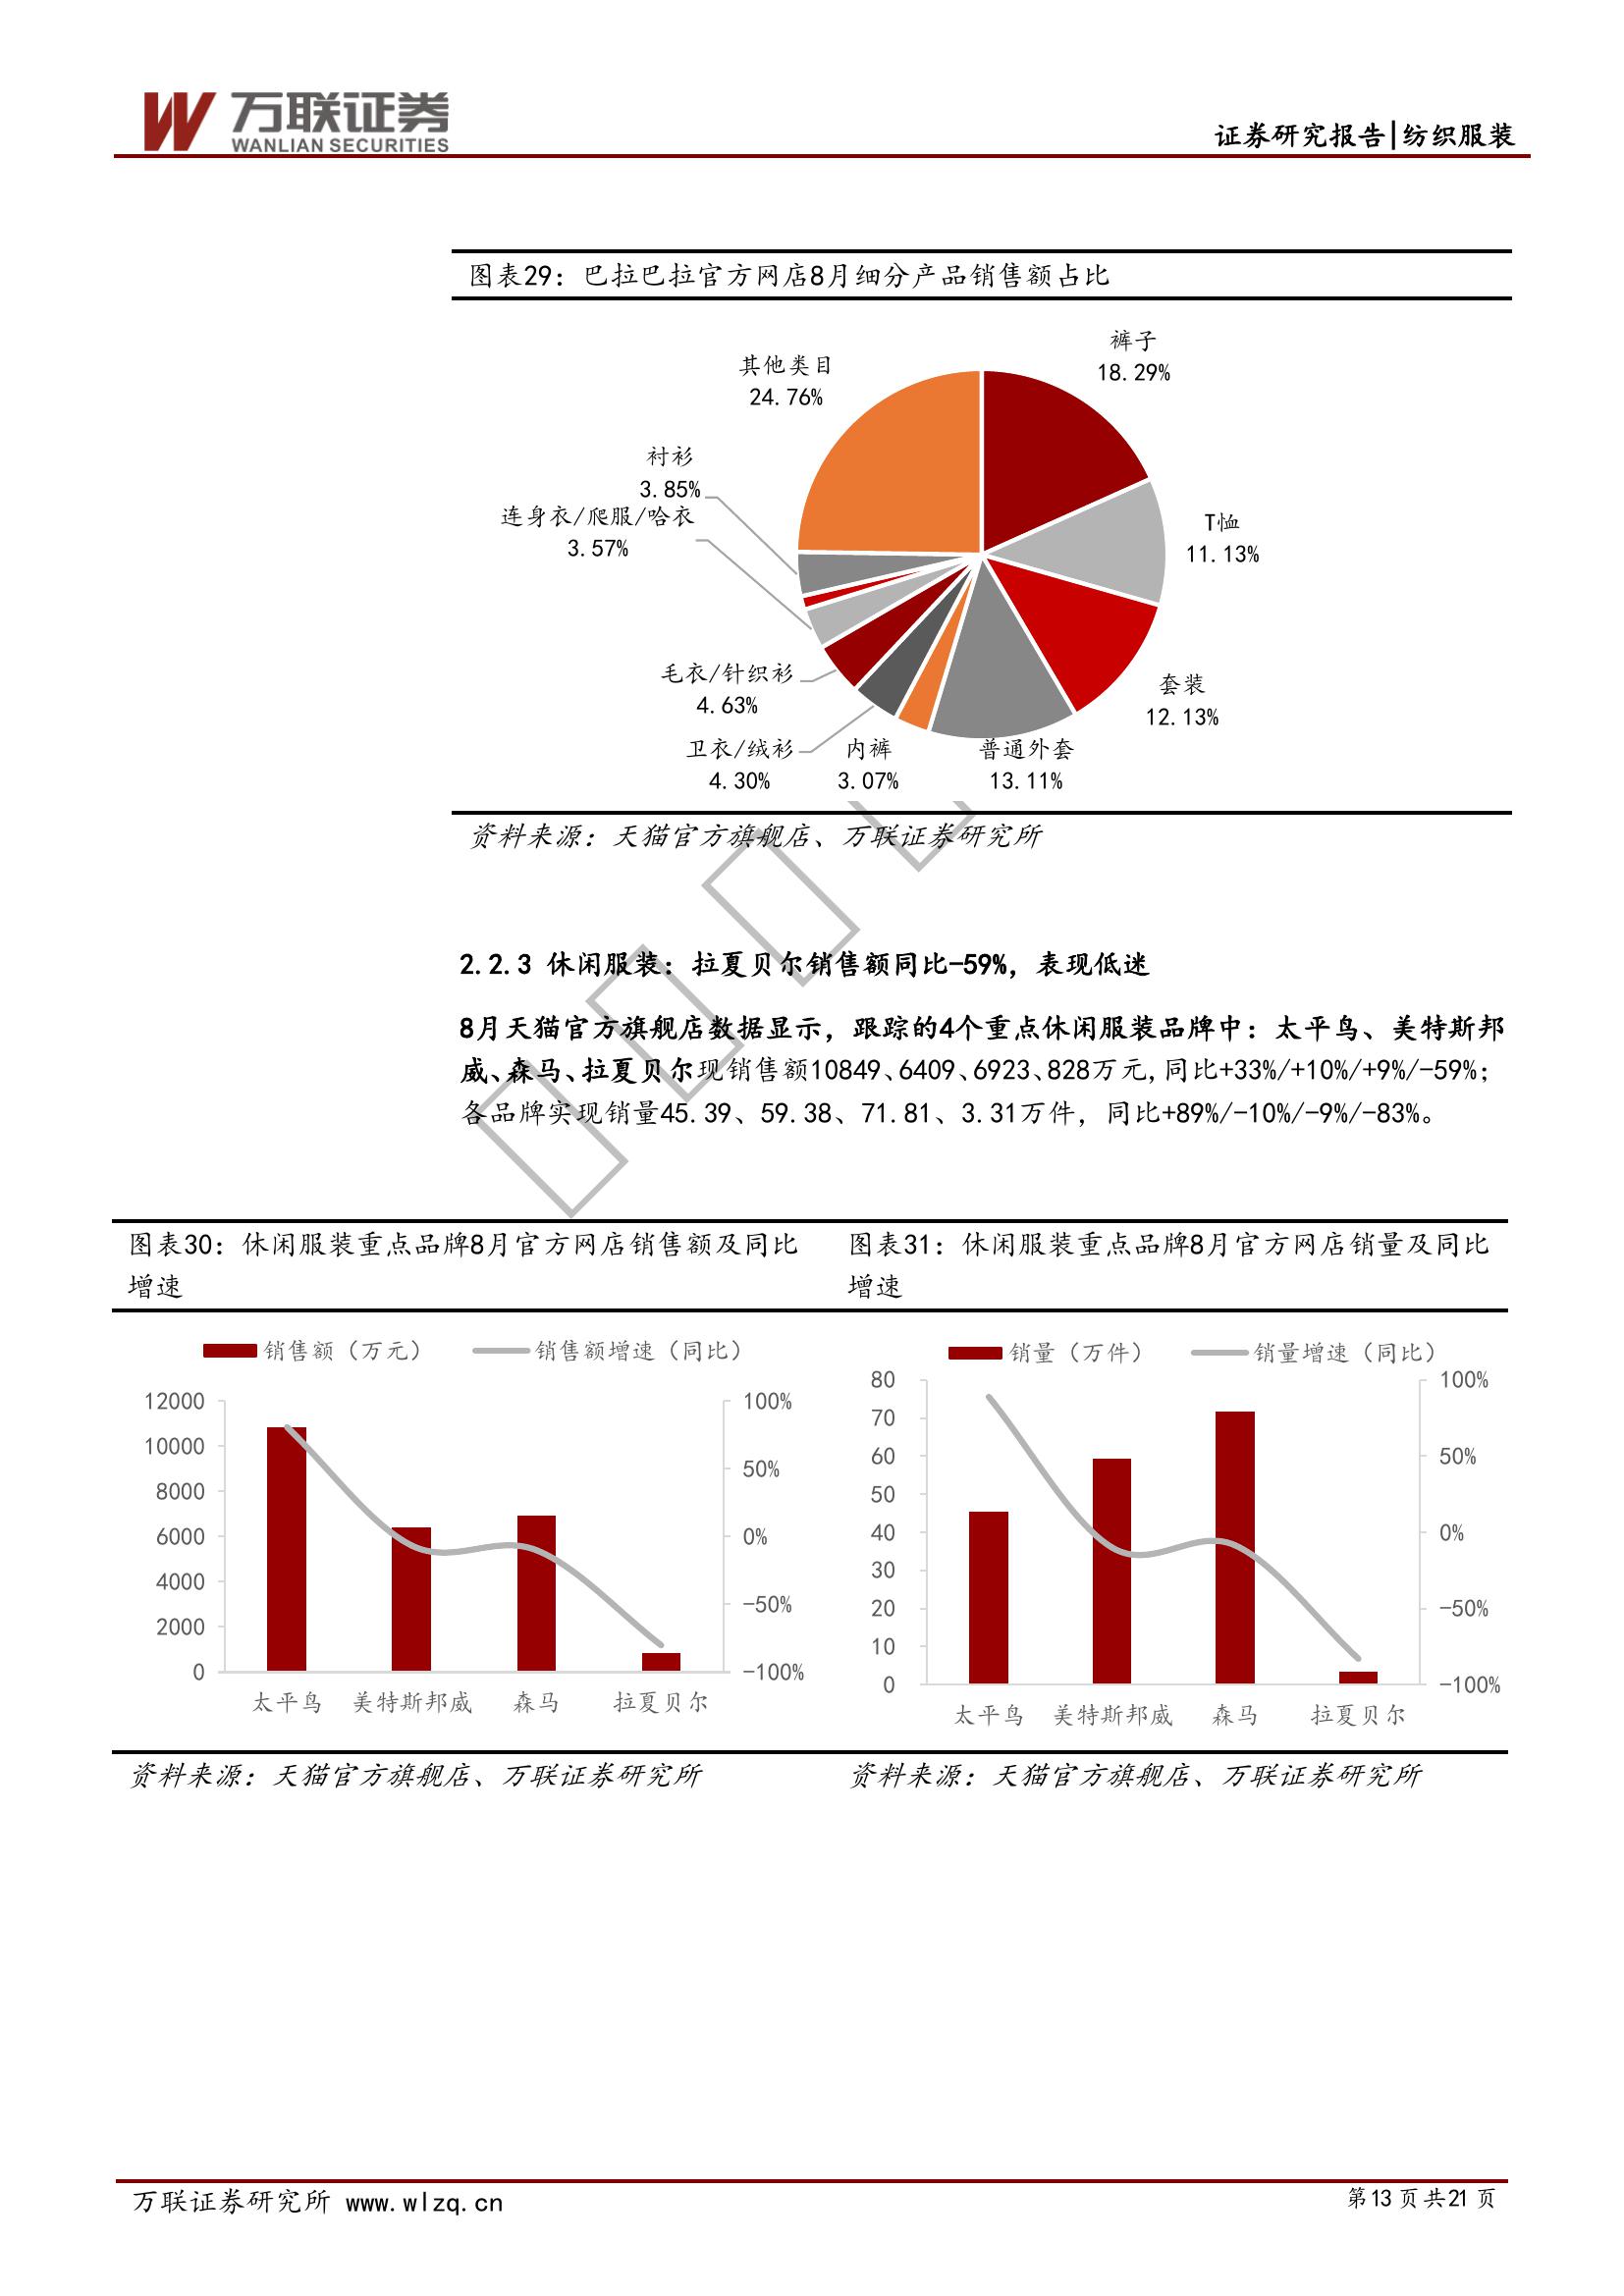 万联证券
WANLIAN SECURITIES
证券研究报告|纺织服装
图表29：巴拉巴拉官方网店8月细分产品销售额占比
裤子
18.29%
其他类目
24.76%
衬衫
3.85%
连身衣/爬服/哈衣
3.57%
T恤
11.13%
毛衣/针织衫
4.63%
套装
12.13%
卫衣/绒衫
4.30%
内裤
3.07%
普通外套
13.11%
资料来源：天猫官方旗舰店、万联证券研究所
2.2.3 休闲服装：拉夏贝尔销售额同比-59%，表现低迷
8月天猫官方旗舰店数据显示，跟踪的4个重点休闲服装品牌中：太平鸟、美特斯邦
威、森马、拉夏贝尔现销售额10849、6409、6923、828万元，同比+33%/+10%/+9%/-59%；
各品牌实现销量45.39、59.38、71.81、3.31万件，同比+89%/-10%/-9%/-83%。
图表30：休闲服装重点品牌8月官方网店销售额及同比
增速
销售额（万元） 销售额增速（同比）
12000
10000
8000
6000
4000
2000
0
100%
50%
0%
-50%
-100%
太平鸟 美特斯邦威 森马 拉夏贝尔
资料来源：天猫官方旗舰店、万联证券研究所
图表31：休闲服装重点品牌8月官方网店销量及同比
增速
销量（万件） 销量增速（同比）
80
70
60
50
40
30
20
10
0
100%
50%
0%
-50%
-100%
太平鸟 美特斯邦威 森马 拉夏贝尔
资料来源：天猫官方旗舰店、万联证券研究所
万联证券研究所 www.wlzq.cn
第13页共21页